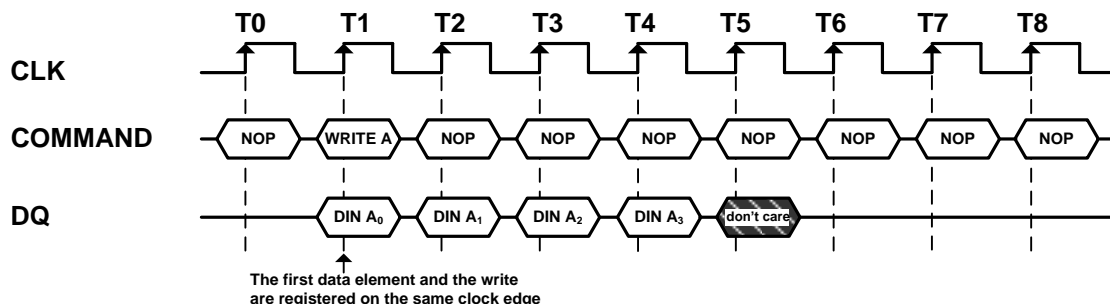 T0 T1 T2 T3 T4 T5 T6 T7 T8
CLK
COMMAND NOP WRITE A NOP NOP NOP NOP NOP NOP NOP
DQ DIN A0 DIN A1 DIN A2 DIN A3 don't care
The first data element and the write
are registered on the same clock edge